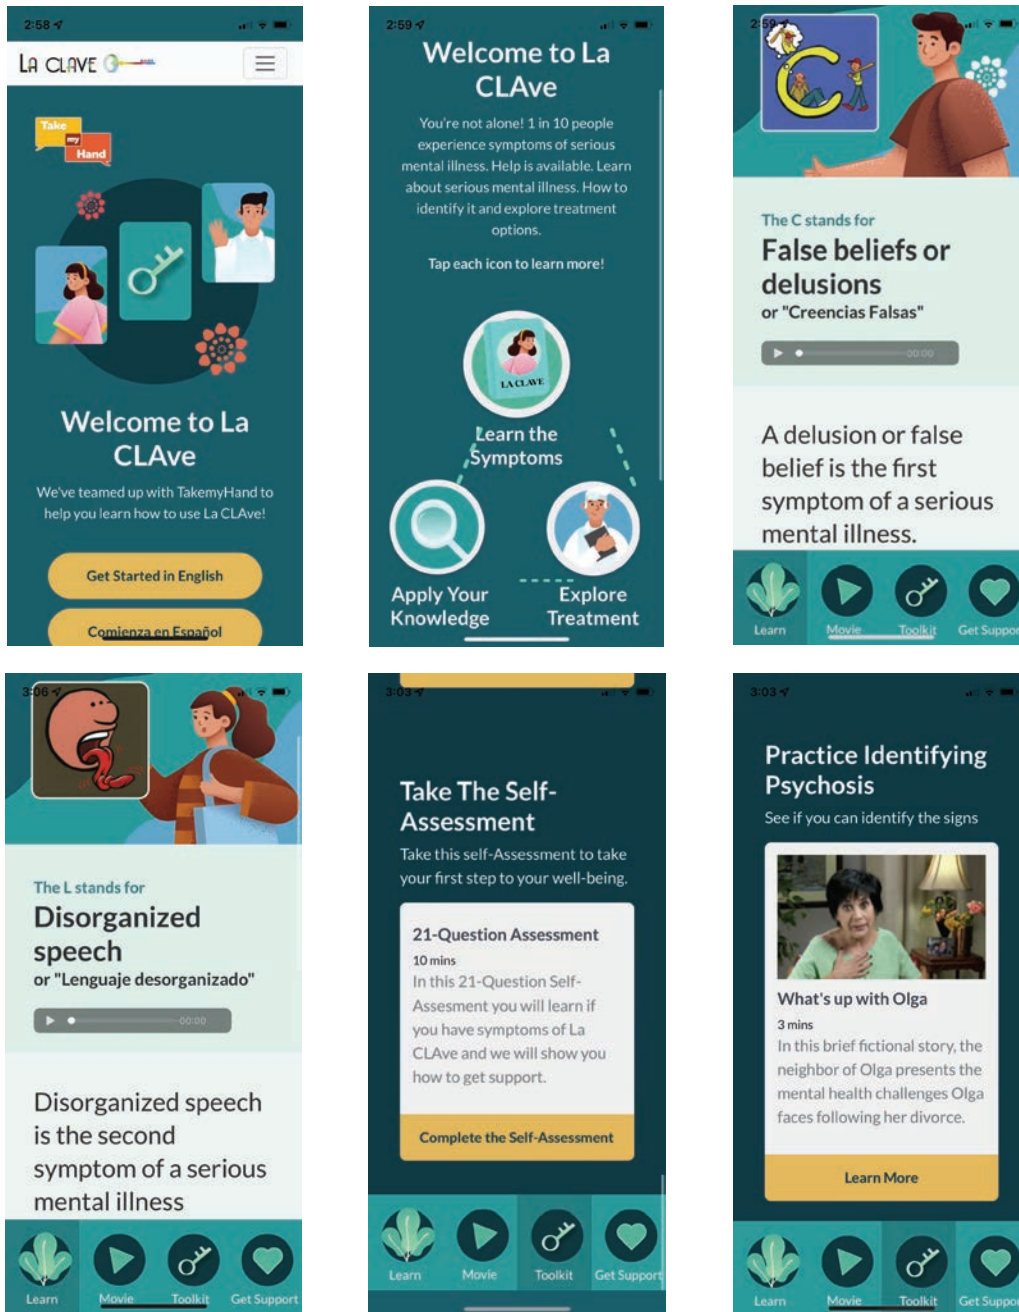 2:58
LA CLAVE
Take
my
Hand
Welcome to La
CLAve
We've teamed up with TakemyHand to
help you learn how to use La CLAve!
Get Started in English
Comienza en Español
2:59
Welcome to La
CLAve
You're not alone! 1 in 10 people
experience symptoms of serious
mental illness. Help is available. Learn
about serious mental illness. How to
identify it and explore treatment
options.
Tap each icon to learn more!
LA CLAVE
Learn the
Symptoms
Apply Your
Knowledge
Explore
Treatment
2:59
C
The C stands for
False beliefs or
delusions
or "Creencias Falsas"
00:00
A delusion or false
belief is the first
symptom of a serious
mental illness.
Learn
Movie
Toolkit
Get Suppor
3:06
The L stands for
Disorganized
speech
or "Lenguaje desorganizado"
00:00
Disorganized speech
is the second
symptom of a serious
mental illness
Learn
Movie
Toolkit
Get Support
3:03
Take The Self-
Assessment
Take this self-Assessment to take
your first step to your well-being.
21-Question Assessment
10 mins
In this 21-Question Self-
Assesment you will learn if
you have symptoms of La
CLAve and we will show you
how to get support.
Complete the Self-Assessment
Learn
Movie
Toolkit
Get Support
3:03
Practice Identifying
Psychosis
See if you can identify the signs
What's up with Olga
3 mins
In this brief fictional story, the
neighbor of Olga presents the
mental health challenges Olga
faces following her divorce.
Learn More
Learn
Movie
Toolkit
Get Suppor